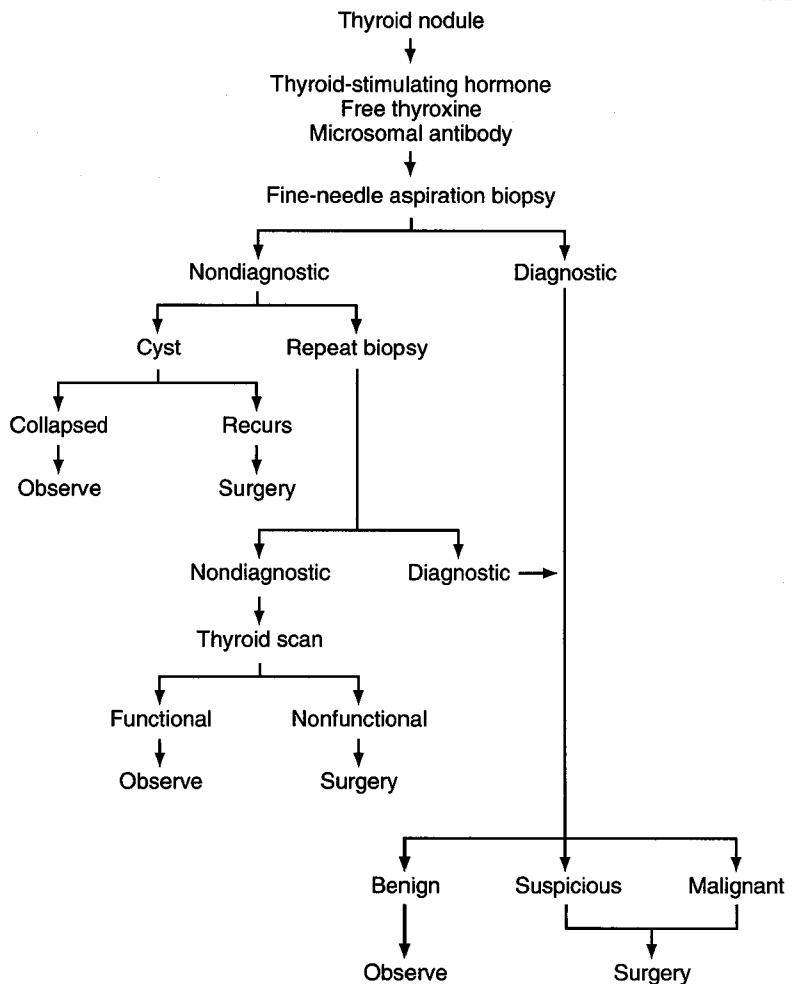 Thyroid nodule
Thyroid-stimulating hormone
Free thyroxine
Microsomal antibody
Fine-needle aspiration biopsy
Nondiagnostic
Diagnostic
Cyst
Repeat biopsy
Collapsed
Recurs
Observe
Surgery
Nondiagnostic
Diagnostic
Thyroid scan
Functional
Nonfunctional
Observe
Surgery
Benign
Suspicious
Malignant
Observe
Surgery